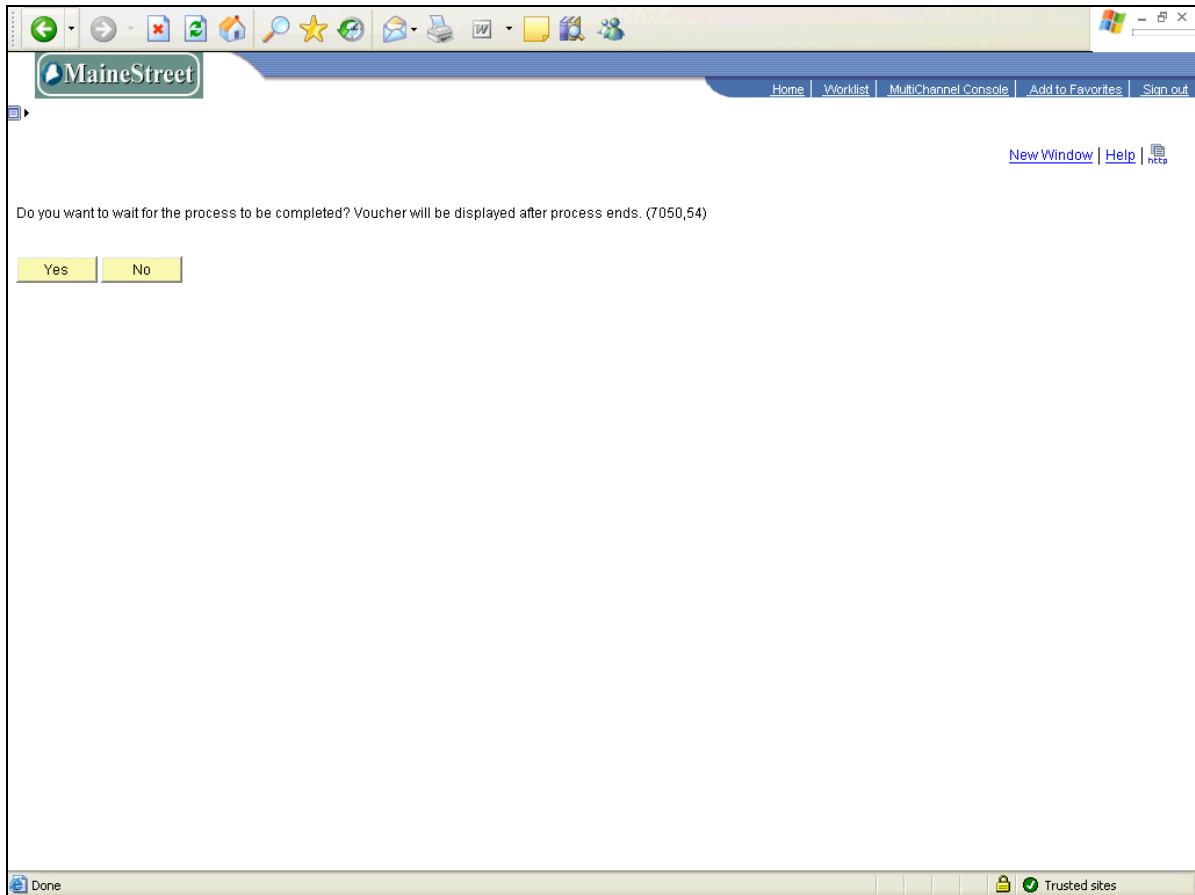 W
MaineStreet
Home | Worklist | MultiChannel Console | Add to Favorites | Sign out
New Window | Help | http
Do you want to wait for the process to be completed? Voucher will be displayed after process ends. (7050,54)
Yes No
Done Trusted sites